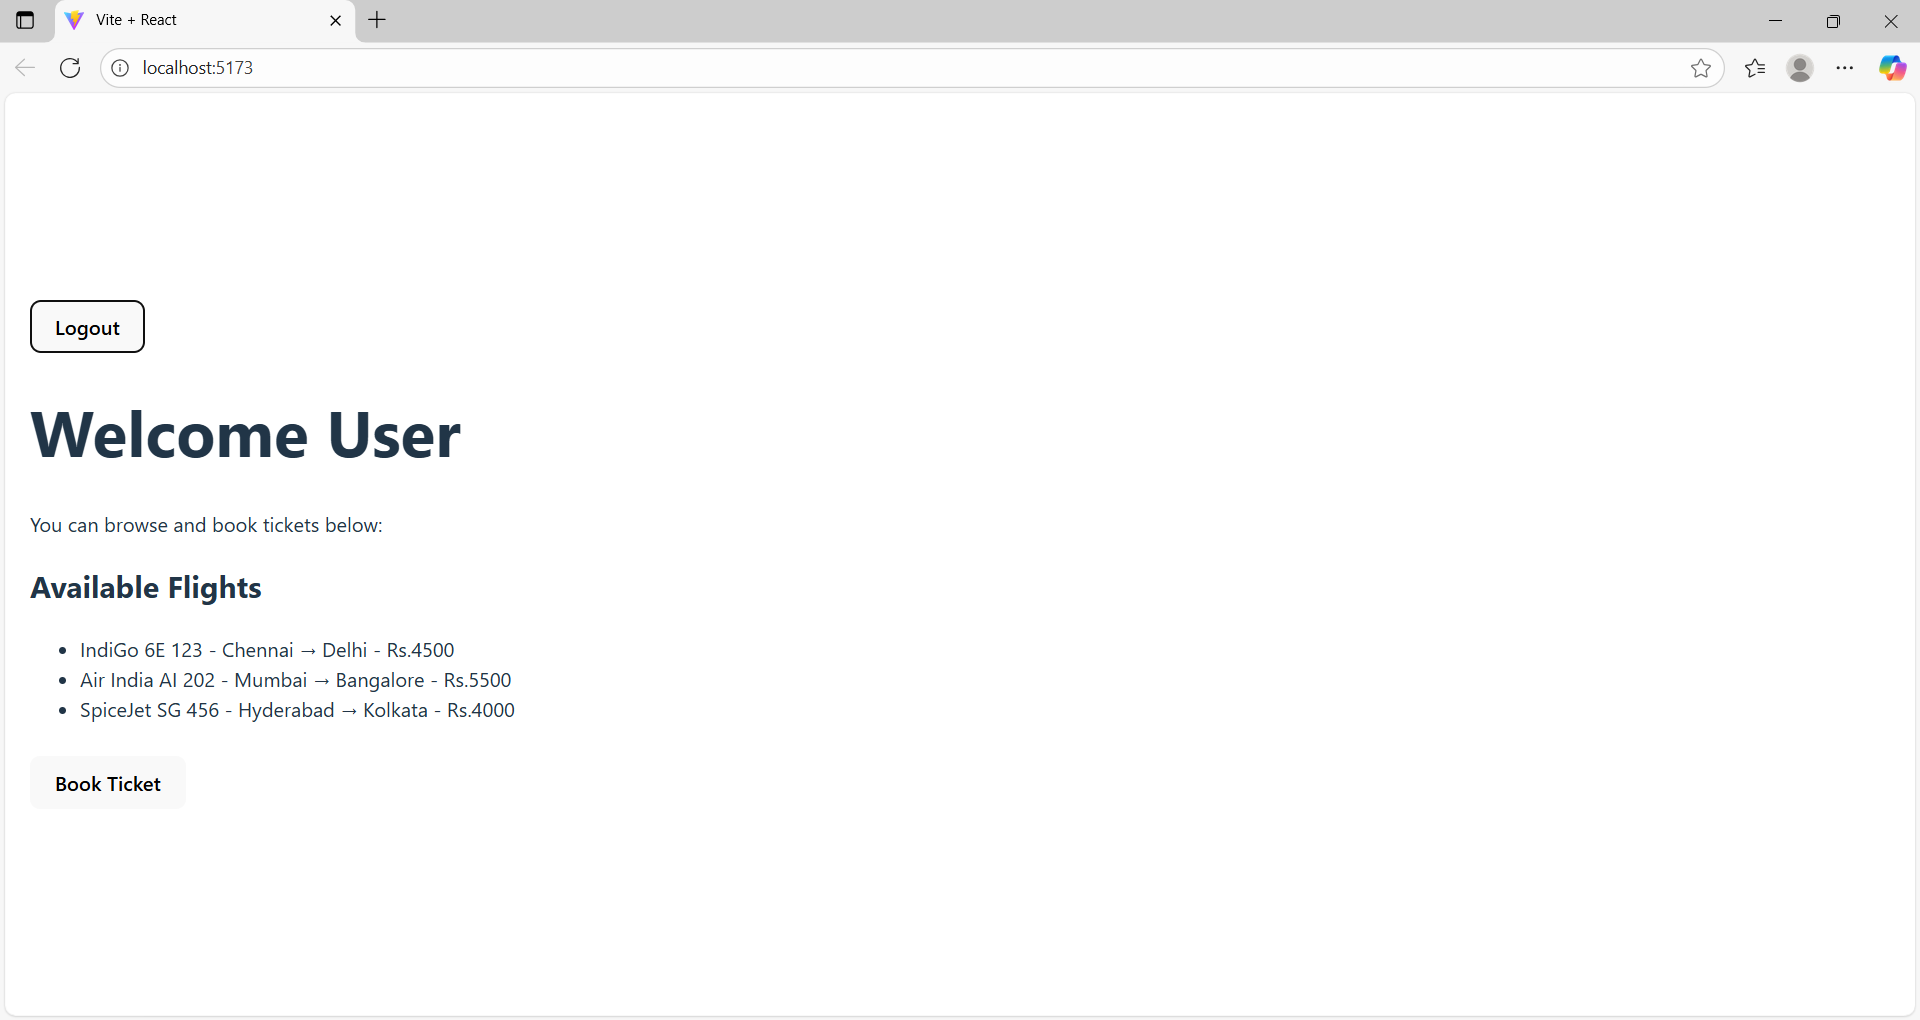 Vite + React
localhost:5173
Logout
Welcome User
You can browse and book tickets below:
Available Flights
• IndiGo 6E 123 - Chennai → Delhi - Rs.4500
• Air India AI 202 - Mumbai → Bangalore - Rs.5500
• SpiceJet SG 456 - Hyderabad → Kolkata - Rs.4000
Book Ticket